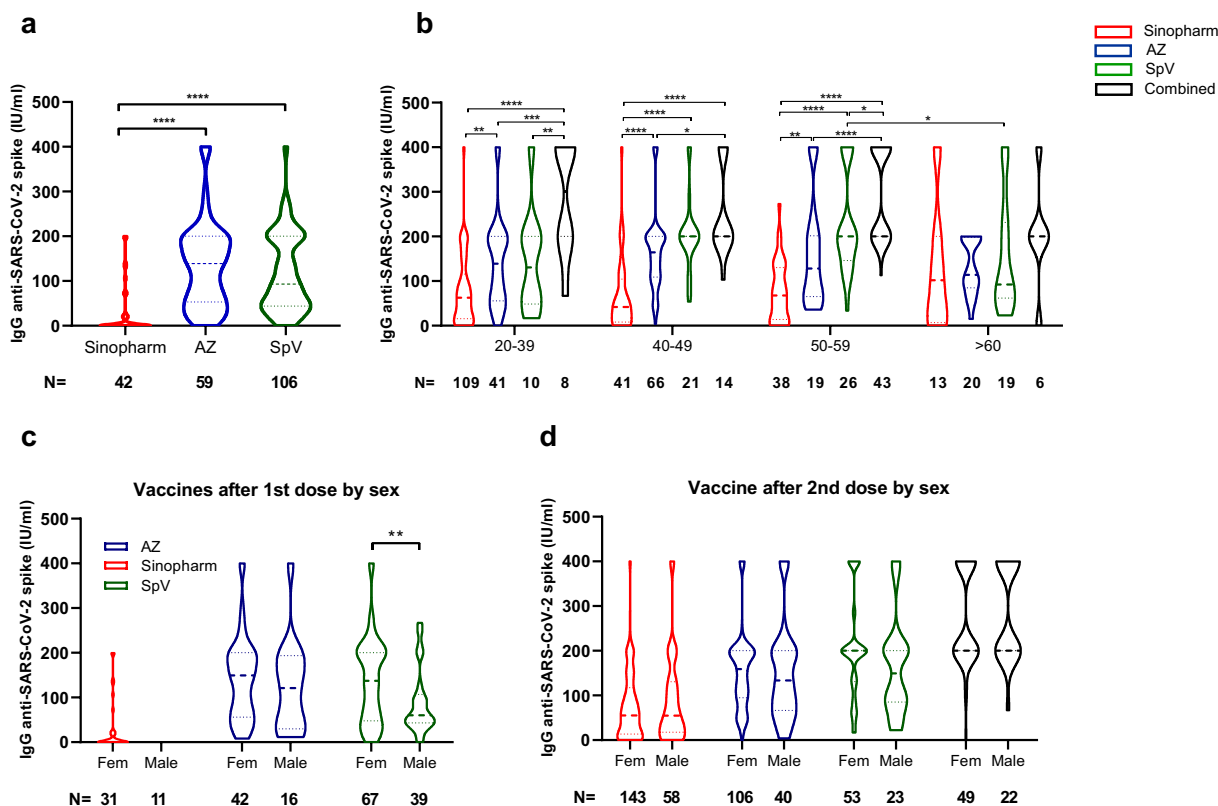 a
b
Sinopharm
AZ
SpV
Combined
IgG anti-SARS-CoV-2 spike (IU/ml)
500
400
300
200
100
0
****
****
Sinopharm AZ SpV
N= 42 59 106
IgG anti-SARS-CoV-2 spike (IU/ml)
500
400
300
200
100
0
****
***
** **
****
****
**** *
****
**** *
** ****
*
20-39 40-49 50-59 >60
N= 109 41 10 8 41 66 21 14 38 19 26 43 13 20 19 6
c
Vaccines after 1st dose by sex
IgG anti-SARS-CoV-2 spike (IU/ml)
500
400
300
200
100
0
AZ
Sinopharm
SpV
**
Fem Male Fem Male Fem Male
N= 31 11 42 16 67 39
d
Vaccine after 2nd dose by sex
IgG anti-SARS-CoV-2 spike (IU/ml)
500
400
300
200
100
0
Fem Male Fem Male Fem Male Fem Male
N= 143 58 106 40 53 23 49 22